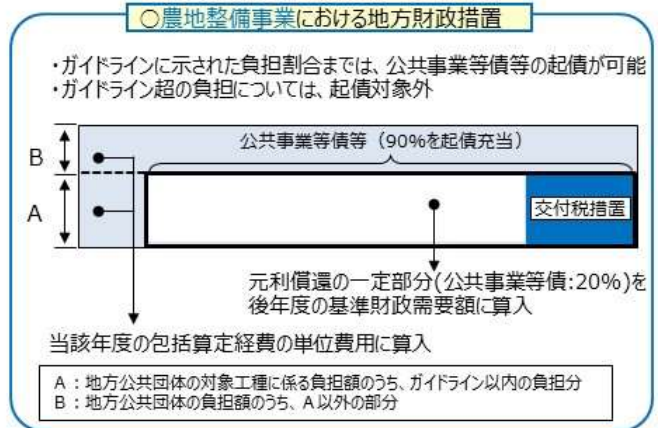 ○農地整備事業における地方財政措置
・ガイドラインに示された負担割合までは、公共事業等債等の起債が可能
・ガイドライン超の負担については、起債対象外
公共事業等債等（90%を起債充当）
B
A
交付税措置
元利償還の一定部分(公共事業等債:20%)を
後年度の基準財政需要額に算入
当該年度の包括算定経費の単位費用に算入
A：地方公共団体の対象工種に係る負担額のうち、ガイドライン以内の負担分
B：地方公共団体の負担額のうち、A以外の部分